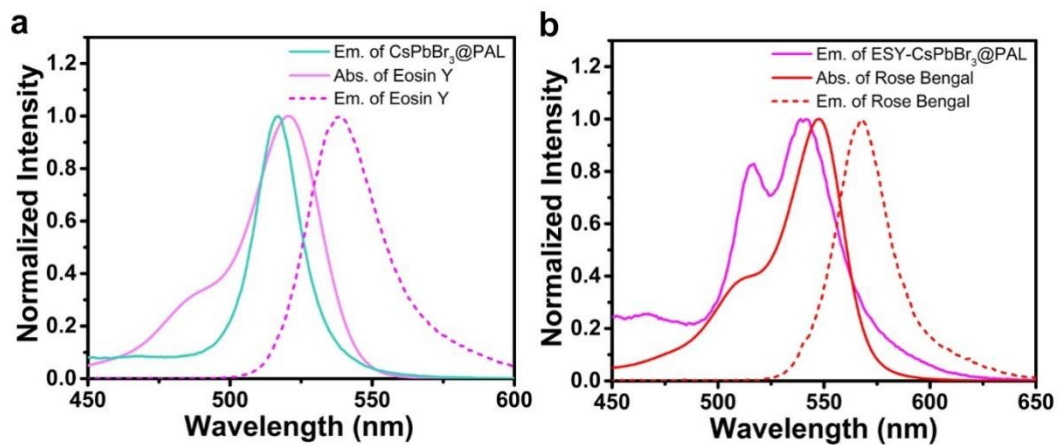 a
Em. of CsPbBr₃@PAL
Abs. of Eosin Y
Em. of Eosin Y
Normalized Intensity
1.2
1.0
0.8
0.6
0.4
0.2
0.0
450
500
550
600
Wavelength (nm)
b
Em. of ESY-CsPbBr₃@PAL
Abs. of Rose Bengal
Em. of Rose Bengal
Normalized Intensity
1.2
1.0
0.8
0.6
0.4
0.2
0.0
450
500
550
600
650
Wavelength (nm)